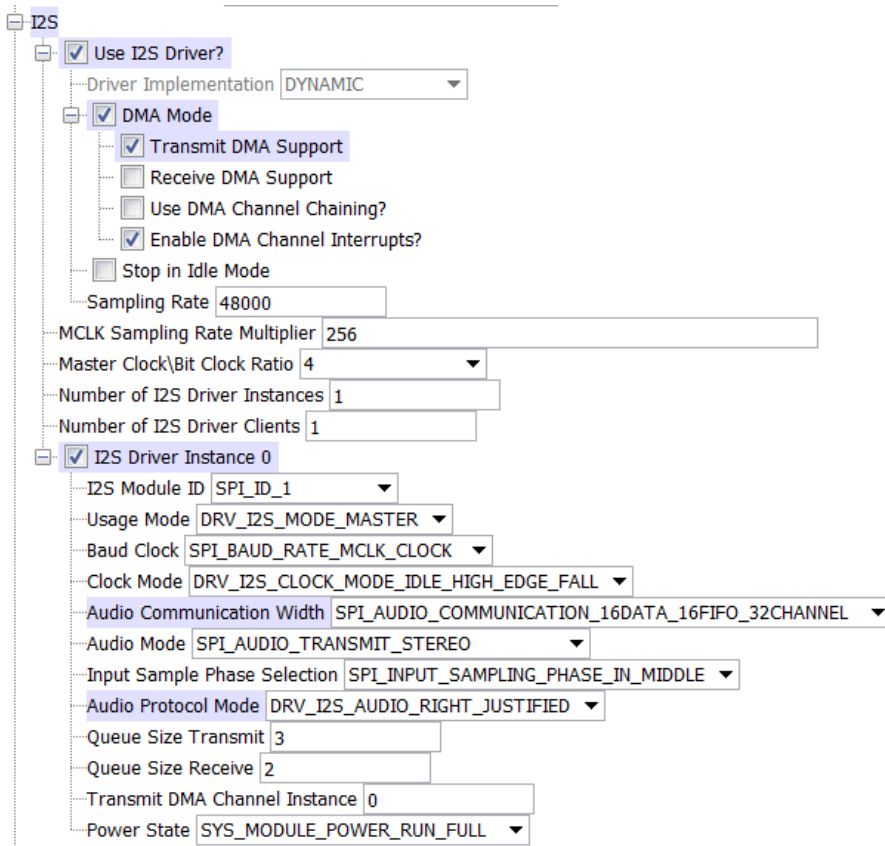 I2S
Use I2S Driver?
Driver Implementation DYNAMIC
DMA Mode
Transmit DMA Support
Receive DMA Support
Use DMA Channel Chaining?
Enable DMA Channel Interrupts?
Stop in Idle Mode
Sampling Rate 48000
MCLK Sampling Rate Multiplier 256
Master Clock\Bit Clock Ratio 4
Number of I2S Driver Instances 1
Number of I2S Driver Clients 1
I2S Driver Instance 0
I2S Module ID SPI_ID_1
Usage Mode DRV_I2S_MODE_MASTER
Baud Clock SPI_BAUD_RATE_MCLK_CLOCK
Clock Mode DRV_I2S_CLOCK_MODE_IDLE_HIGH_EDGE_FALL
Audio Communication Width SPI_AUDIO_COMMUNICATION_16DATA_16FIFO_32CHANNEL
Audio Mode SPI_AUDIO_TRANSMIT_STEREO
Input Sample Phase Selection SPI_INPUT_SAMPLING_PHASE_IN_MIDDLE
Audio Protocol Mode DRV_I2S_AUDIO_RIGHT_JUSTIFIED
Queue Size Transmit 3
Queue Size Receive 2
Transmit DMA Channel Instance 0
Power State SYS_MODULE_POWER_RUN_FULL